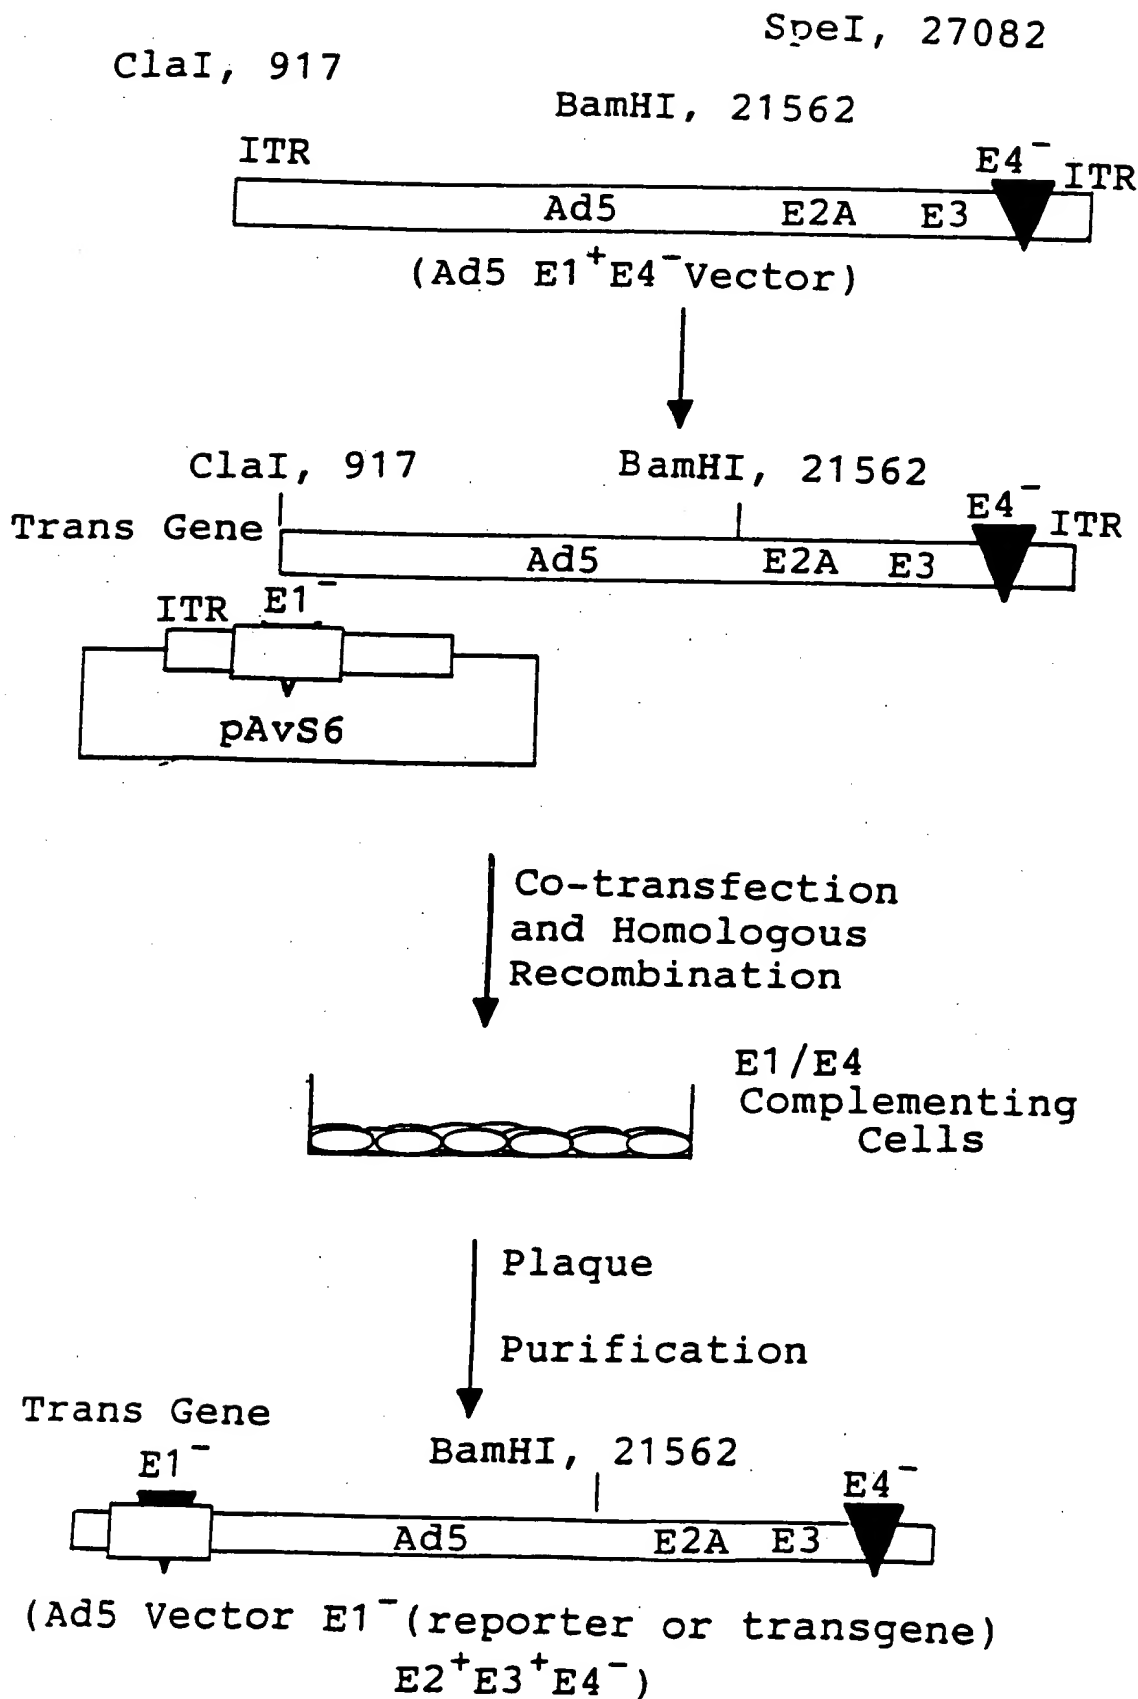 SpeI, 27082
ClaI, 917
BamHI, 21562
ITR
E4⁻
ITR
Ad5 E2A E3
(Ad5 E1⁺E4⁻Vector)
ClaI, 917
BamHI, 21562
E4⁻
Trans Gene
ITR
Ad5 E2A E3
ITR E1⁻
pAvS6
Co-transfection
and Homologous
Recombination
E1/E4
Complementing
Cells
Plaque
Purification
Trans Gene
BamHI, 21562
E1⁻
E4⁻
Ad5 E2A E3
(Ad5 Vector E1⁻(reporter or transgene)
E2⁺E3⁺E4⁻)